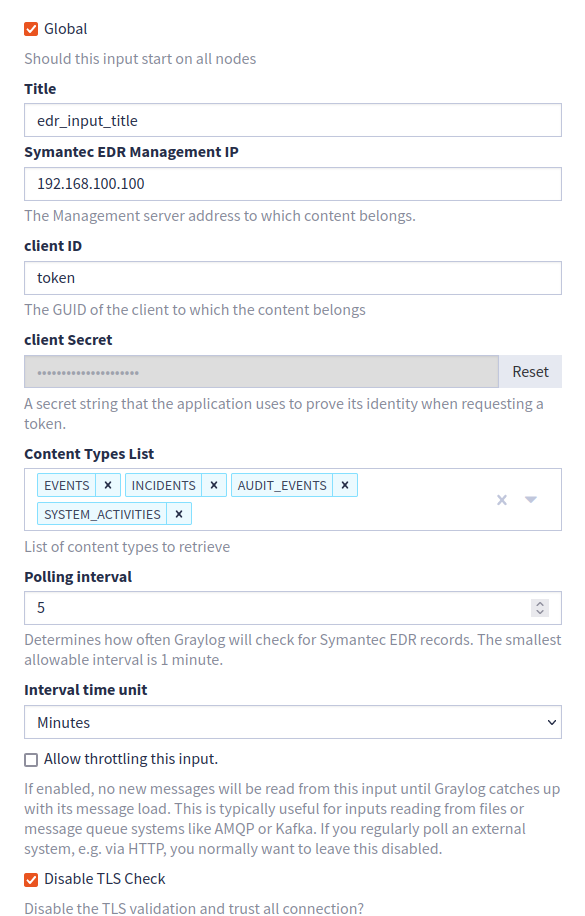 Global
Should this input start on all nodes
Title
edr_input_title
Symantec EDR Management IP
192.168.100.100
The Management server address to which content belongs.
client ID
token
The GUID of the client to which the content belongs
client Secret
•••••••••••••••••••••
Reset
A secret string that the application uses to prove its identity when requesting a
token.
Content Types List
EVENTS × INCIDENTS × AUDIT_EVENTS ×
SYSTEM_ACTIVITIES ×
List of content types to retrieve
Polling interval
5
Determines how often Graylog will check for Symantec EDR records. The smallest
allowable interval is 1 minute.
Interval time unit
Minutes
Allow throttling this input.
If enabled, no new messages will be read from this input until Graylog catches up
with its message load. This is typically useful for inputs reading from files or
message queue systems like AMQP or Kafka. If you regularly poll an external
system, e.g. via HTTP, you normally want to leave this disabled.
Disable TLS Check
Disable the TLS validation and trust all connection?